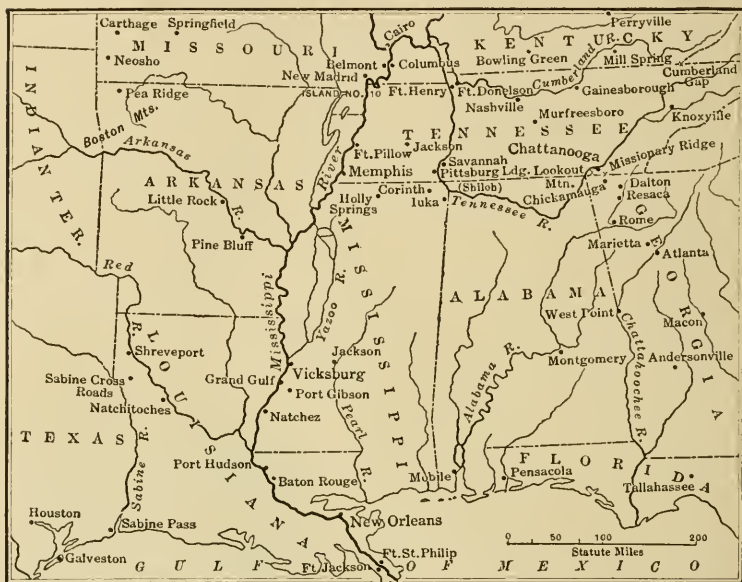 Carthage Springfield
MISSOURI
Neosho
Cairo
Belmont
Columbus
New Madrid
ISLAND NO. 10
KENTUCKY
Perryville
Bowling Green
Mill Spring
Cumberland
Cumberland
Gap
Ft. Henry
Ft. Donelson
Gainesborough
Nashville
INDIAN TER.
Pea Ridge
Boston Mts.
Arkansas R.
Murfreesboro
Knoxville
TENNESSEE
Chattanooga
Ft. Pillow
Jackson
Savannah
Pittsburg Ldg.
(Shiloh)
Lookout
Mtn.
Missionary Ridge
Chickamauga
Dalton
Resaca
Rome
ARKANSAS
Memphis
Mississippi River
Little Rock
Corinth
Holly
Springs
Iuka
Tennessee R.
Pine Bluff
Marietta
Atlanta
GEORGIA
Red R.
MISSISSIPPI
Yazoo R.
ALABAMA
West Point
Macon
Chattahoochee R.
Shreveport
Jackson
Vicksburg
Alabama R.
Montgomery
Andersonville
Sabine Cross
Roads
Grand Gulf
Port Gibson
Natchitoches
Natchez
LOUISIANA
Pearl R.
TEXAS
Sabine R.
FLORIDA
Port Hudson
Baton Rouge
Mobile
Pensacola
Tallahassee
Houston
Sabine Pass
New Orleans
0 50 100 200
Statute Miles
Galveston
Ft. St. Philip
Ft. Jackson
GULF OF MEXICO